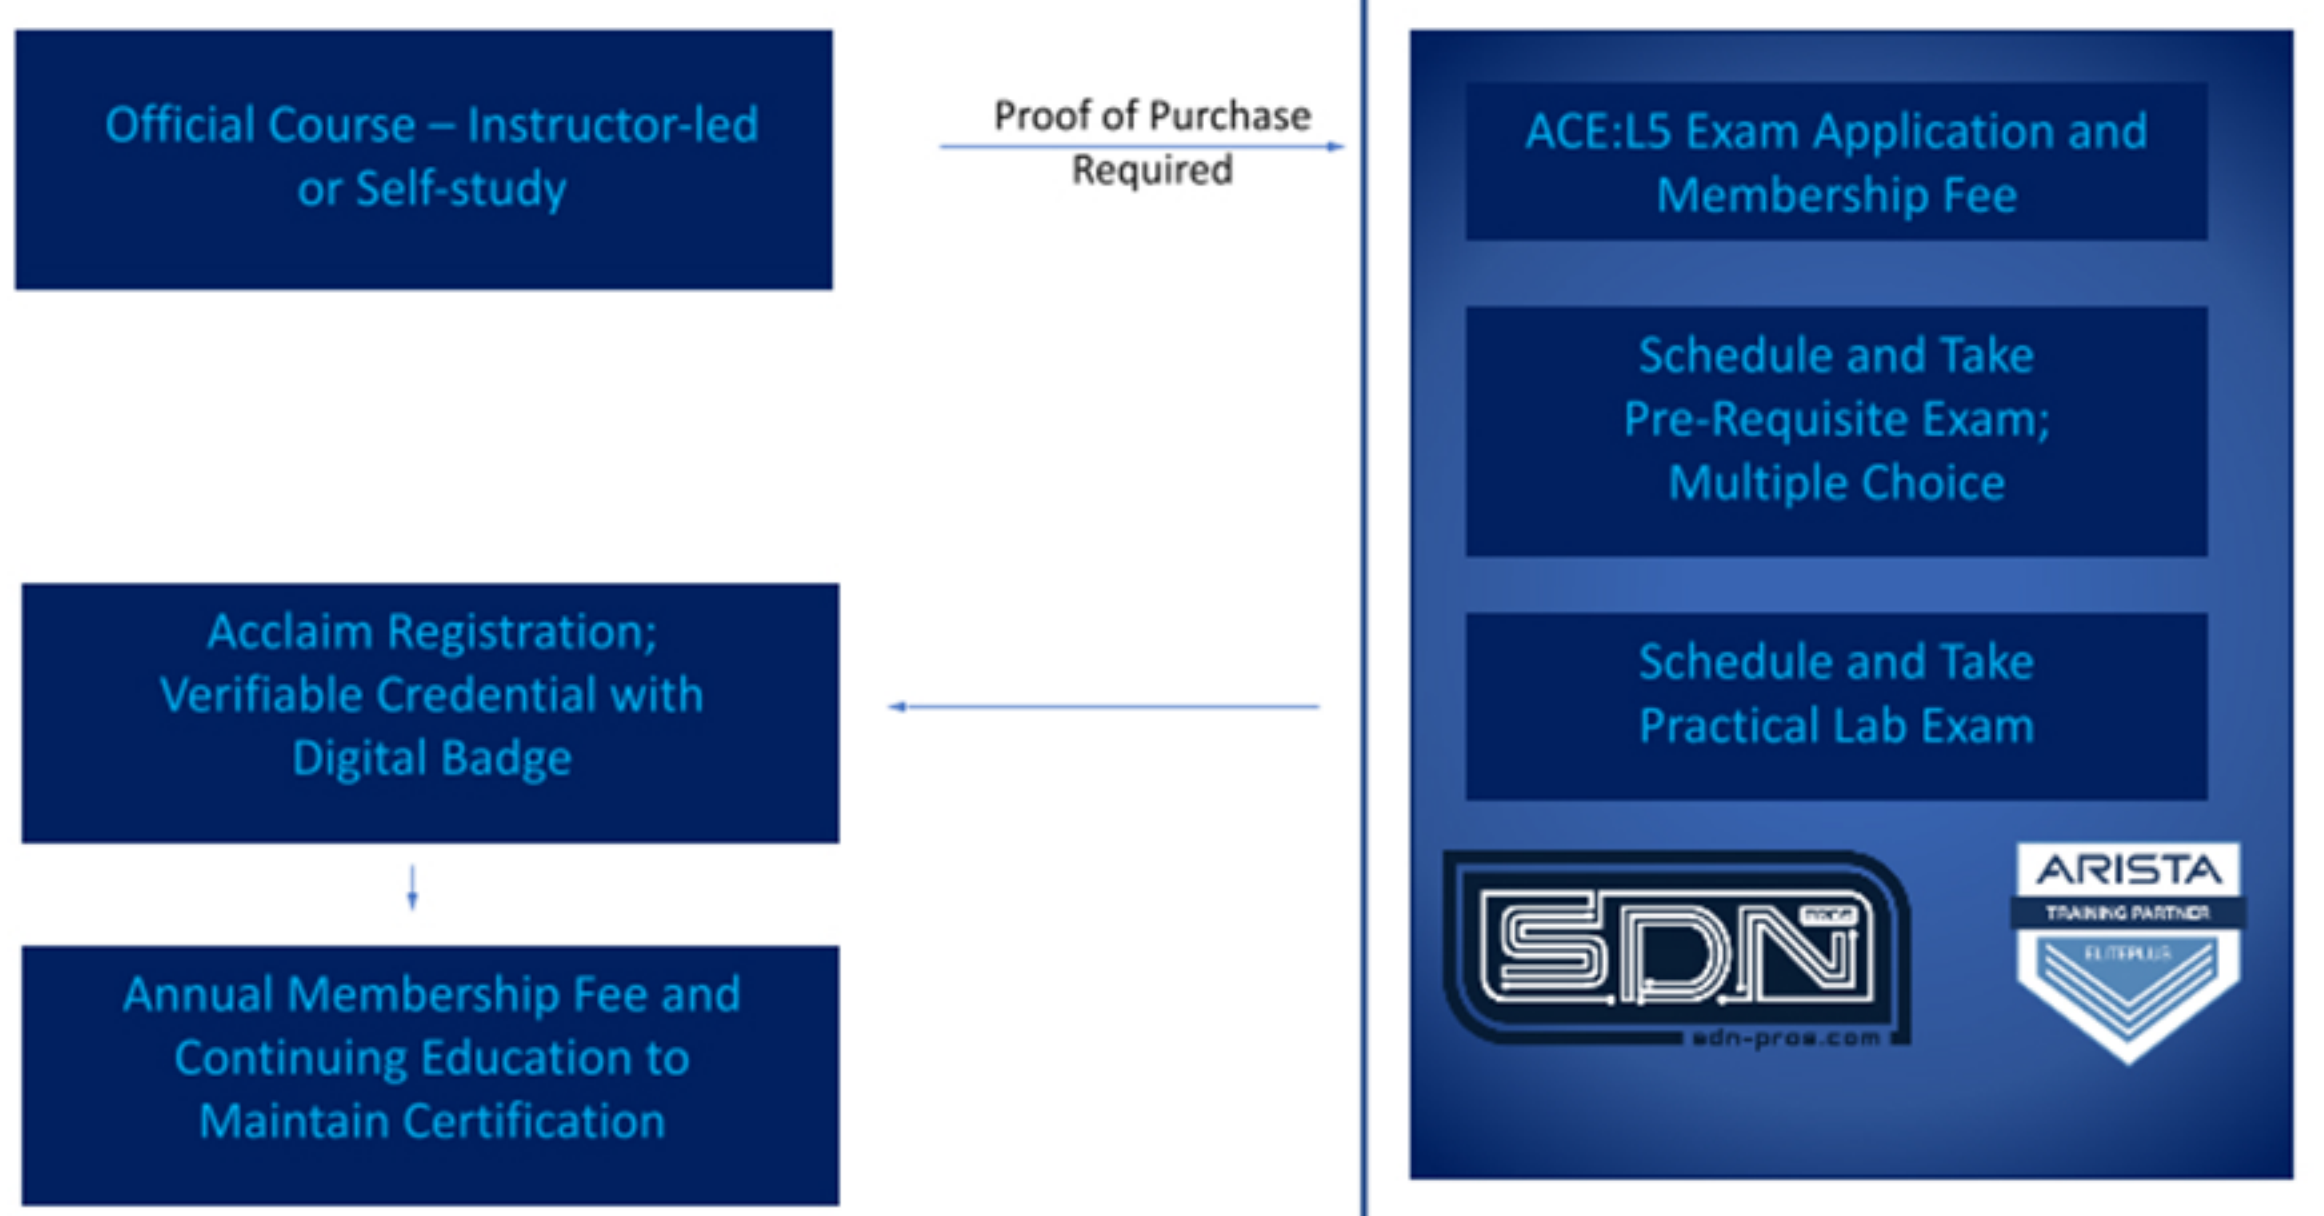 Official Course – Instructor-led
or Self-study
Proof of Purchase
Required
ACE:L5 Exam Application and
Membership Fee
Schedule and Take
Pre-Requisite Exam;
Multiple Choice
Schedule and Take
Practical Lab Exam
Acclaim Registration;
Verifiable Credential with
Digital Badge
Annual Membership Fee and
Continuing Education to
Maintain Certification
SDN
sdn-pros.com
ARISTA
TRAINING PARTNER
ELITEPLUS